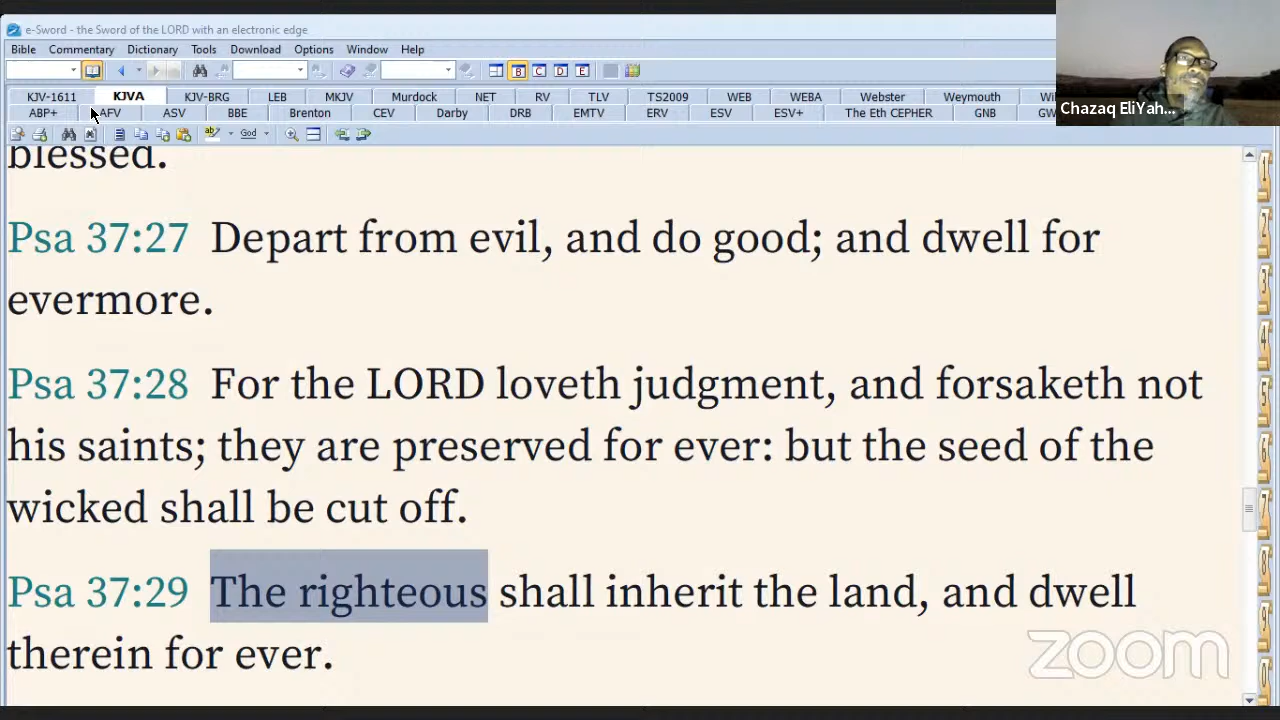 e-Sword - the Sword of the LORD with an electronic edge
Bible Commentary Dictionary Tools Download Options Window Help
B C D E
KJV-1611 KJVA KJV-BRG LEB MKJV Murdock NET RV TLV TS2009 WEB WEBA Webster Weymouth
ABP+ AFV ASV BBE Brenton CEV Darby DRB EMTV ERV ESV ESV+ The Eth CEPHER GNB
Chazaq EliYah...
blessed.
Psa 37:27 Depart from evil, and do good; and dwell for
evermore.
Psa 37:28 For the LORD loveth judgment, and forsaketh not
his saints; they are preserved for ever: but the seed of the
wicked shall be cut off.
Psa 37:29 The righteous shall inherit the land, and dwell
therein for ever.
zoom